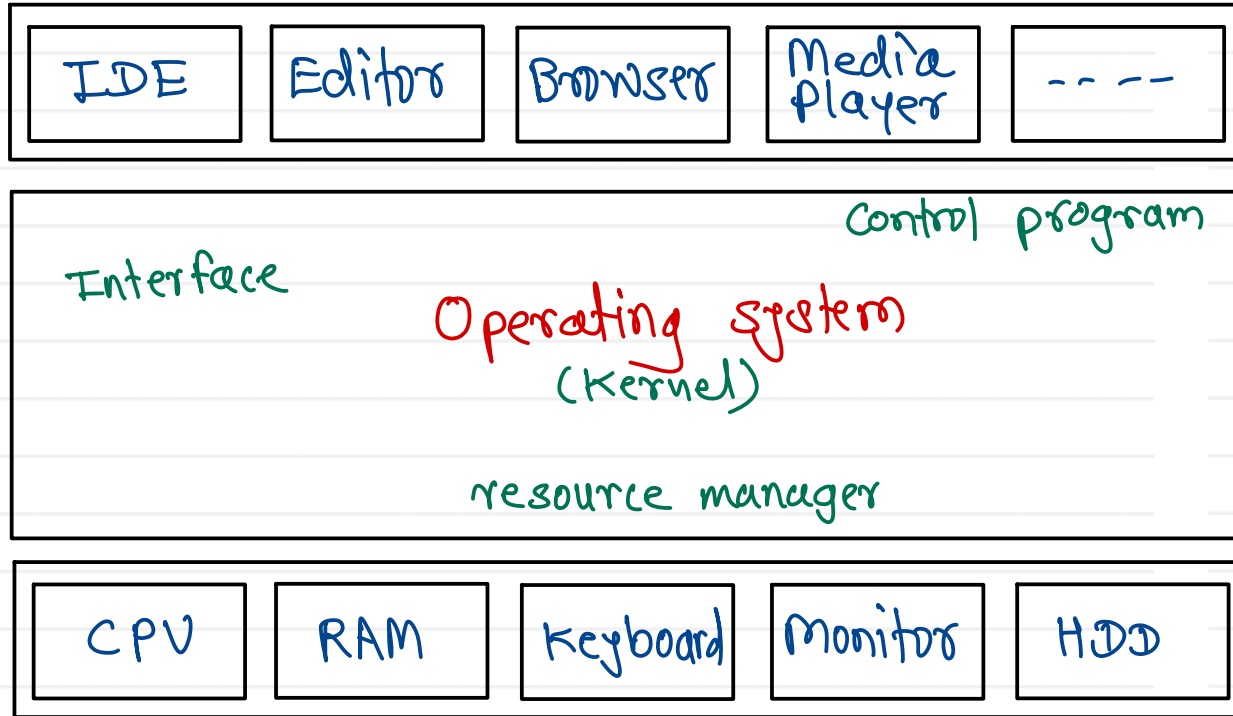 IDE Editor Browser Media Player ----
Control program
Interface
Operating system
(Kernel)
resource manager
CPU RAM Keyboard Monitor HDD